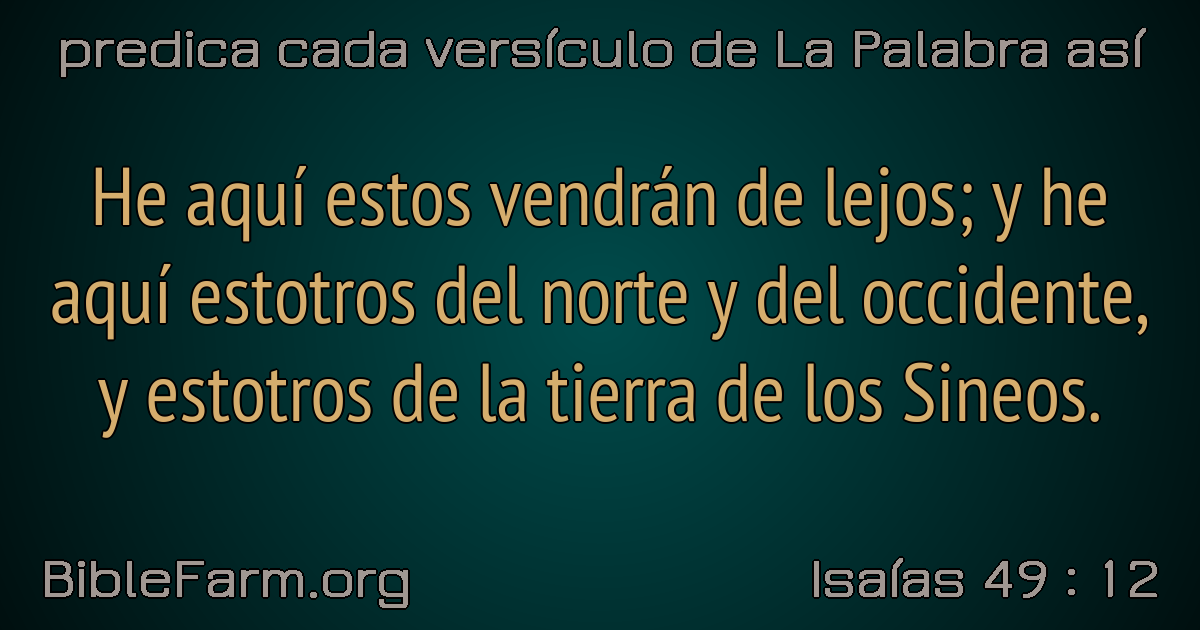 predica cada versículo de La Palabra así
He aquí estos vendrán de lejos; y he
aquí estotros del norte y del occidente,
y estotros de la tierra de los Sineos.
BibleFarm.org
Isaías 49 : 12